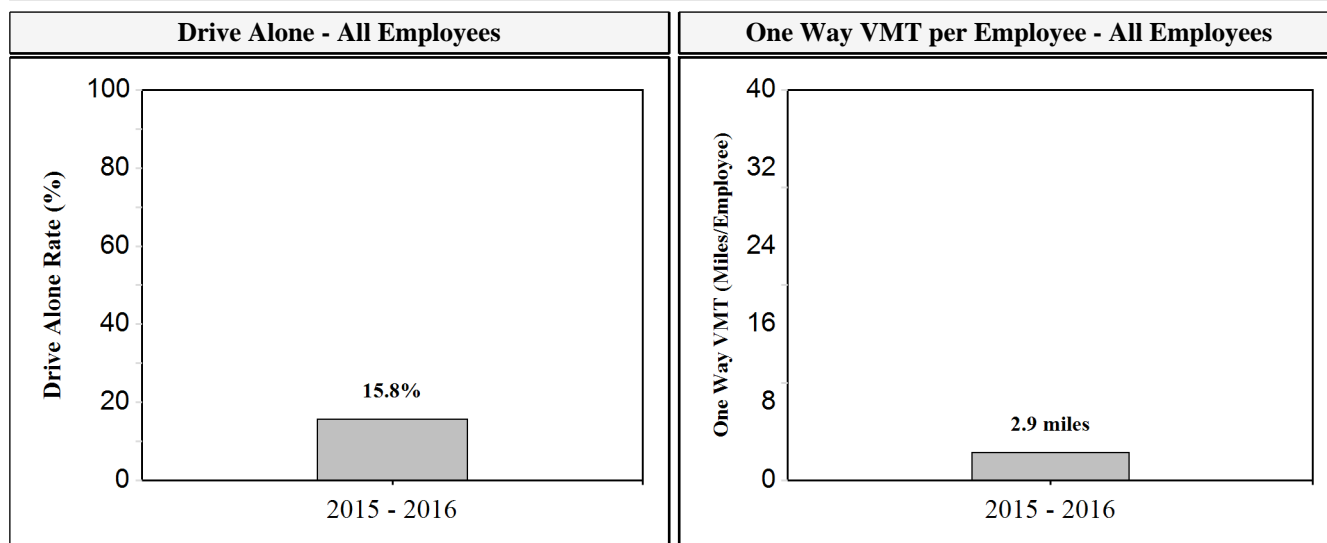 Drive Alone - All Employees
One Way VMT per Employee - All Employees
Drive Alone Rate (%)
100
80
60
40
20
0
15.8%
2015 - 2016
One Way VMT (Miles/Employee)
40
32
24
16
8
0
2.9 miles
2015 - 2016